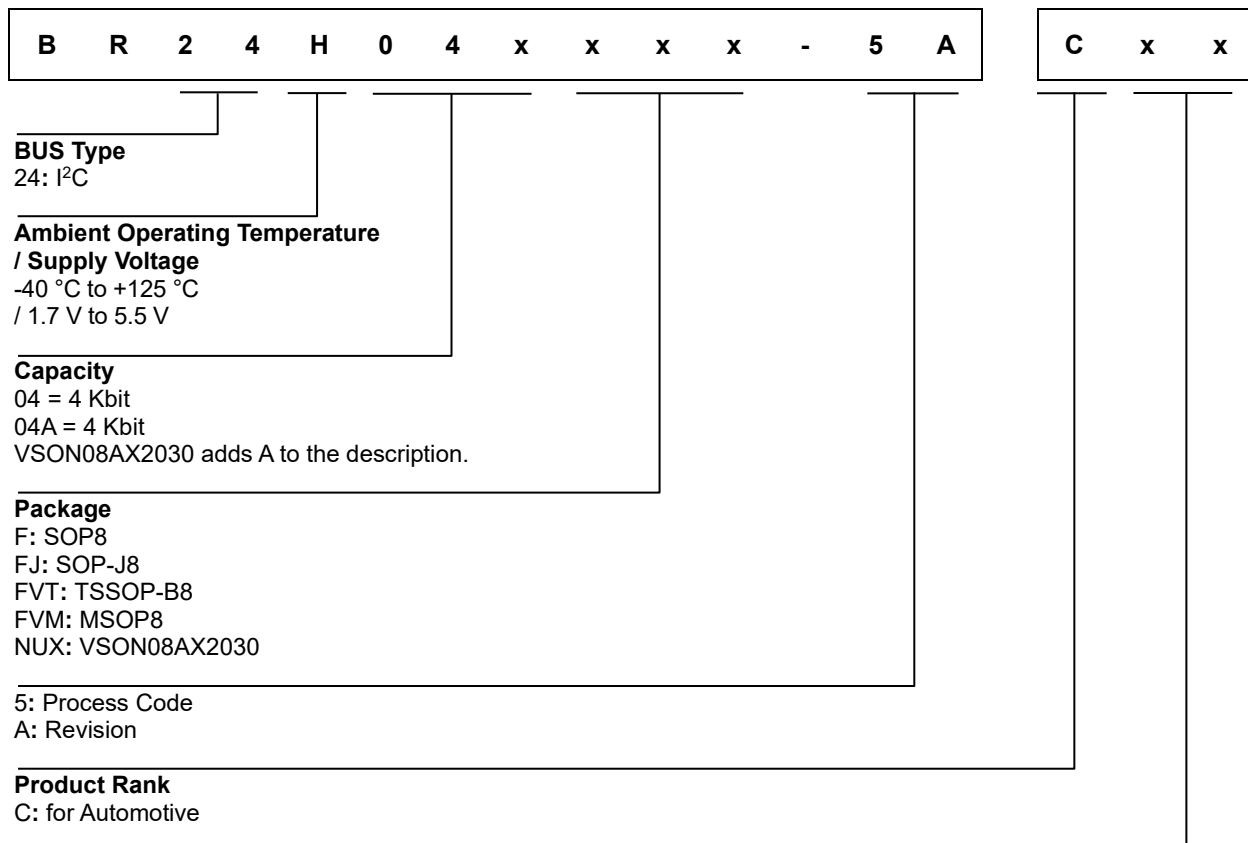 B R 2 4 H 0 4 x x x x - 5 A C x x
BUS Type
24: I²C
Ambient Operating Temperature
/ Supply Voltage
-40 °C to +125 °C
/ 1.7 V to 5.5 V
Capacity
04 = 4 Kbit
04A = 4 Kbit
VSON08AX2030 adds A to the description.
Package
F: SOP8
FJ: SOP-J8
FVT: TSSOP-B8
FVM: MSOP8
NUX: VSON08AX2030
5: Process Code
A: Revision
Product Rank
C: for Automotive